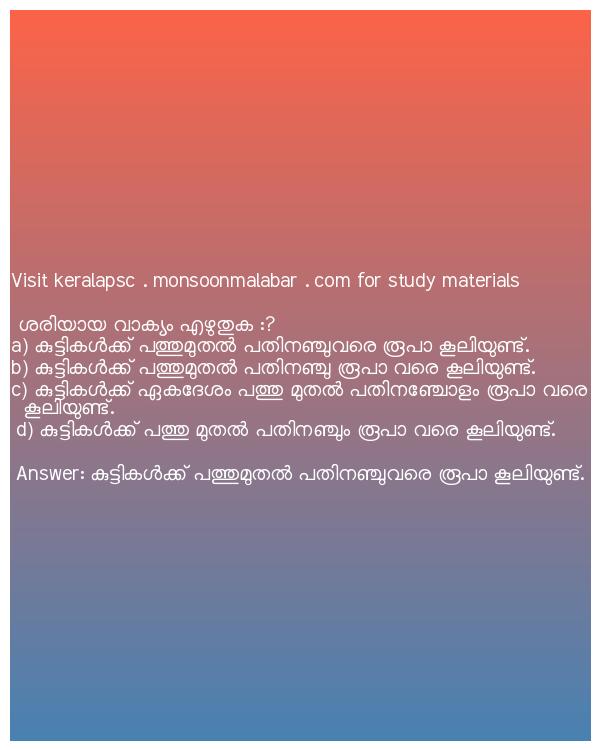 Visit keralapsc . monsoonmalabar . com for study materials
ശരിയായ വാക്യം എഴുതുക :?
a) കുട്ടികൾക്ക് പത്തുമുതൽ പതിനഞ്ചുവരെ രൂപാ കൂലിയുണ്ട്.
b) കുട്ടികൾക്ക് പത്തുമുതൽ പതിനഞ്ചു രൂപാ വരെ കൂലിയുണ്ട്.
c) കുട്ടികൾക്ക് ഏകദേശം പത്തു മുതൽ പതിനഞ്ചോളം രൂപാ വരെ
കൂലിയുണ്ട്.
d) കുട്ടികൾക്ക് പത്തു മുതൽ പതിനഞ്ചും രൂപാ വരെ കൂലിയുണ്ട്.
Answer: കുട്ടികൾക്ക് പത്തുമുതൽ പതിനഞ്ചുവരെ രൂപാ കൂലിയുണ്ട്.